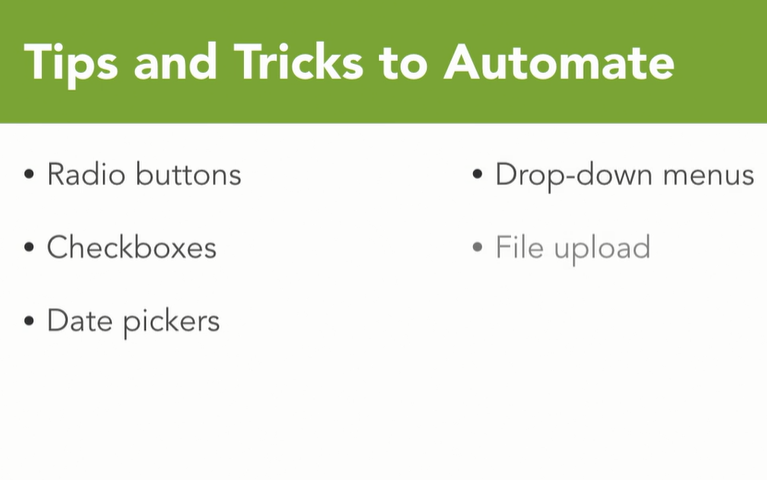 Tips and Tricks to Automate
• Radio buttons
• Checkboxes
• Date pickers
• Drop-down menus
• File upload